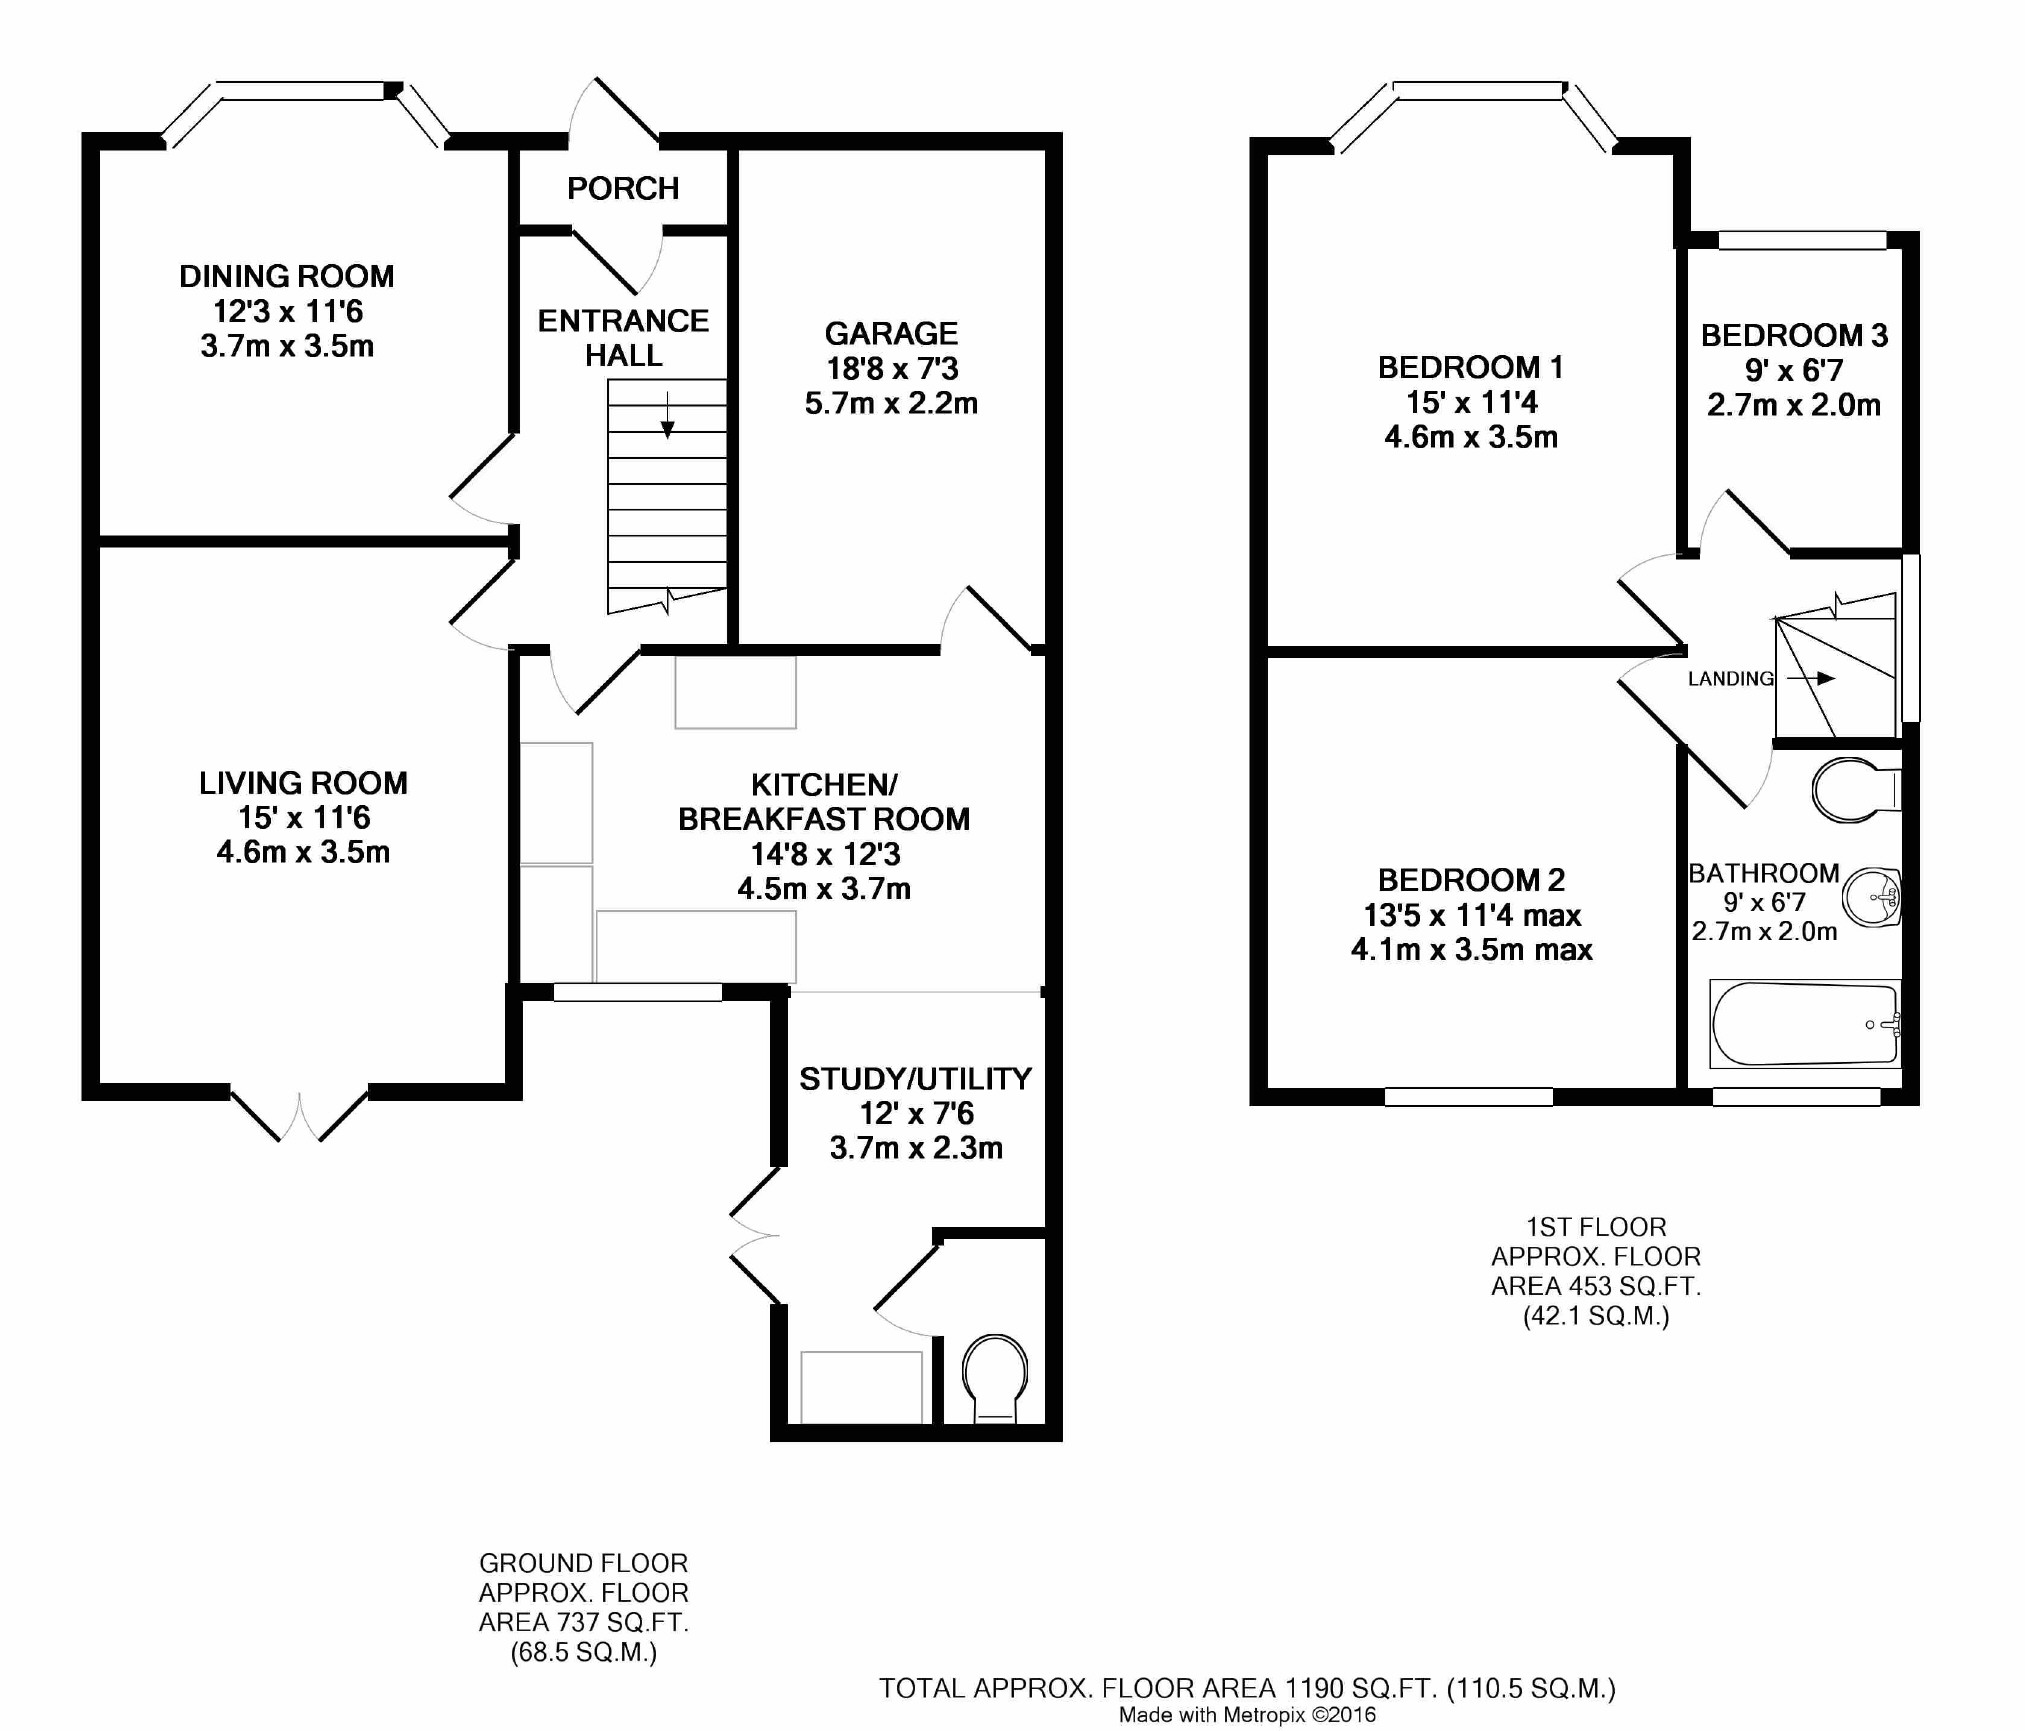 PORCH
DINING ROOM
12'3 x 11'6
3.7m x 3.5m
ENTRANCE
HALL
GARAGE
18'8 x 7'3
5.7m x 2.2m
LIVING ROOM
15' x 11'6
4.6m x 3.5m
KITCHEN/
BREAKFAST ROOM
14'8 x 12'3
4.5m x 3.7m
STUDY/UTILITY
12' x 7'6
3.7m x 2.3m
GROUND FLOOR
APPROX. FLOOR
AREA 737 SQ.FT.
(68.5 SQ.M.)
BEDROOM 1
15' x 11'4
4.6m x 3.5m
BEDROOM 3
9' x 6'7
2.7m x 2.0m
LANDING
BEDROOM 2
13'5 x 11'4 max
4.1m x 3.5m max
BATHROOM
9' x 6'7
2.7m x 2.0m
1ST FLOOR
APPROX. FLOOR
AREA 453 SQ.FT.
(42.1 SQ.M.)
TOTAL APPROX. FLOOR AREA 1190 SQ.FT. (110.5 SQ.M.)
Made with Metropix ©2016